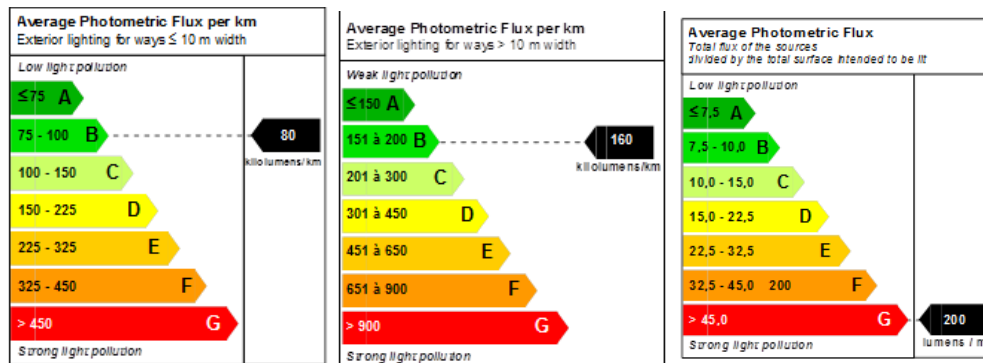 Average Photometric Flux per km
Exterior lighting for ways ≤ 10 m width
Low light pollution
≤75 A
75 - 100 B
80
kilolumens/km
100 - 150 C
150 - 225 D
225 - 325 E
325 - 450 F
> 450 G
Strong light pollution
Average Photometric Flux per km
Exterior lighting for ways > 10 m width
Weak light pollution
≤150 A
151 à 200 B
160
kilolumens/km
201 à 300 C
301 à 450 D
451 à 650 E
651 à 900 F
> 900 G
Strong light pollution
Average Photometric Flux
Total flux of the sources
divided by the total surface intended to be lit
Low light pollution
≤7,5 A
7,5 - 10,0 B
10,0 - 15,0 C
15,0 - 22,5 D
22,5 - 32,5 E
32,5 - 45,0 200 F
> 45,0 G
200
lumens / m
Strong light pollution